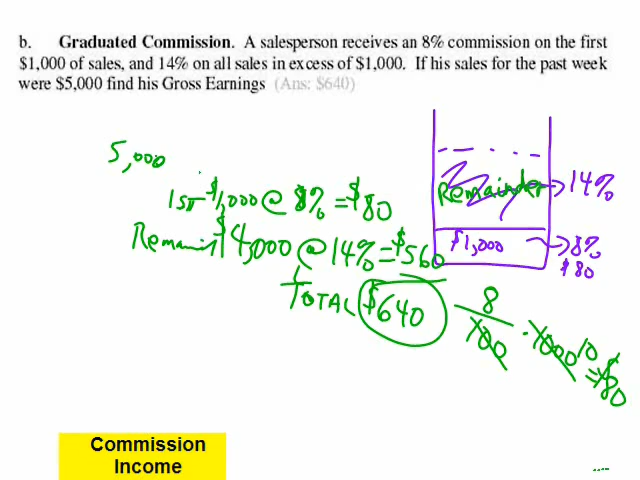 b. Graduated Commission. A salesperson receives an 8% commission on the first
$1,000 of sales, and 14% on all sales in excess of $1,000. If his sales for the past week
were $5,000 find his Gross Earnings (Ans: $640)
5,000
1st $1,000 @ 8% = $80
Remain $4,000 @ 14% = $560
TOTAL $640
Remainder 14%
$1,000 8%
$80
8/100 · 1000 10 = $80
Commission
Income